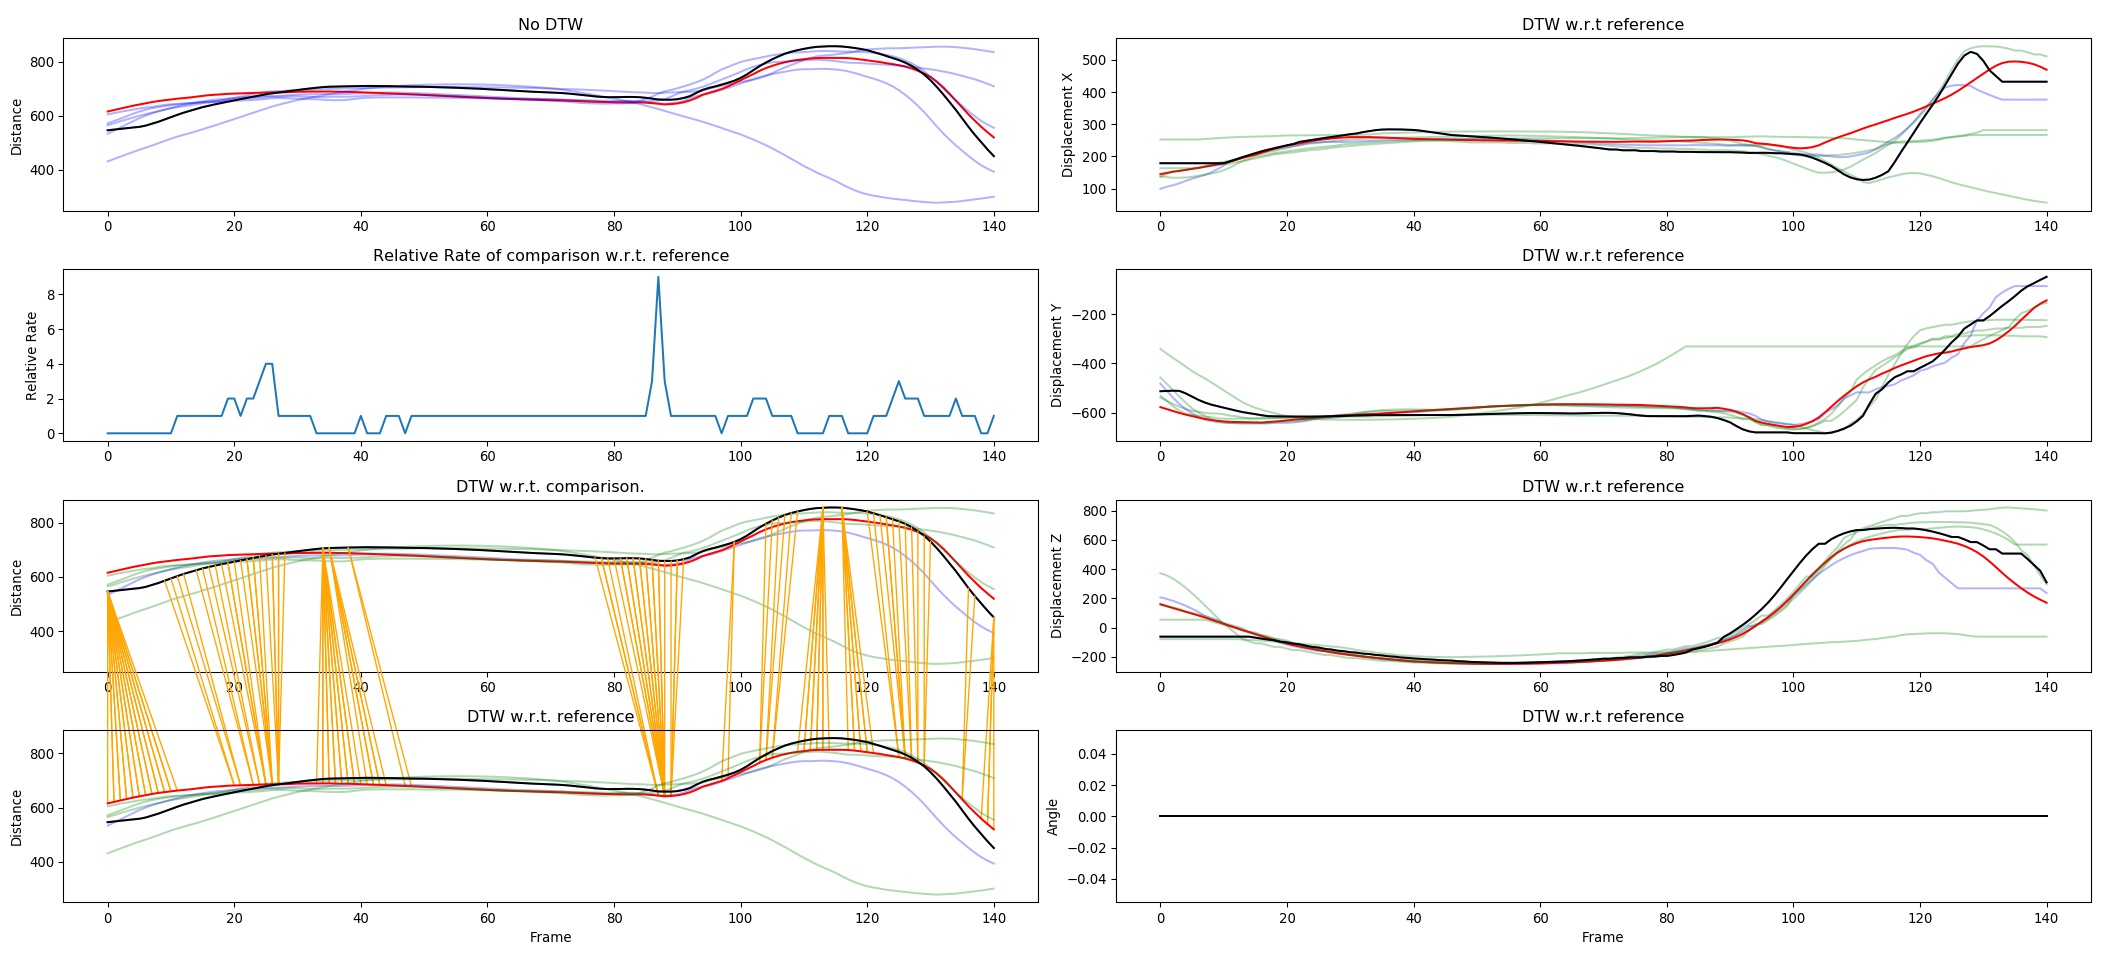 No DTW
Distance
800
600
400
0 20 40 60 80 100 120 140
Relative Rate of comparison w.r.t. reference
Relative Rate
8
6
4
2
0
0 20 40 60 80 100 120 140
DTW w.r.t. comparison.
Distance
800
600
400
0 20 40 60 80 100 120 140
DTW w.r.t. reference
Distance
800
600
400
0 20 40 60 80 100 120 140
Frame
DTW w.r.t reference
Displacement X
500
400
300
200
100
0 20 40 60 80 100 120 140
DTW w.r.t reference
Displacement Y
−200
−400
−600
0 20 40 60 80 100 120 140
DTW w.r.t reference
Displacement Z
800
600
400
200
0
−200
0 20 40 60 80 100 120 140
DTW w.r.t reference
Angle
0.04
0.02
0.00
−0.02
−0.04
0 20 40 60 80 100 120 140
Frame